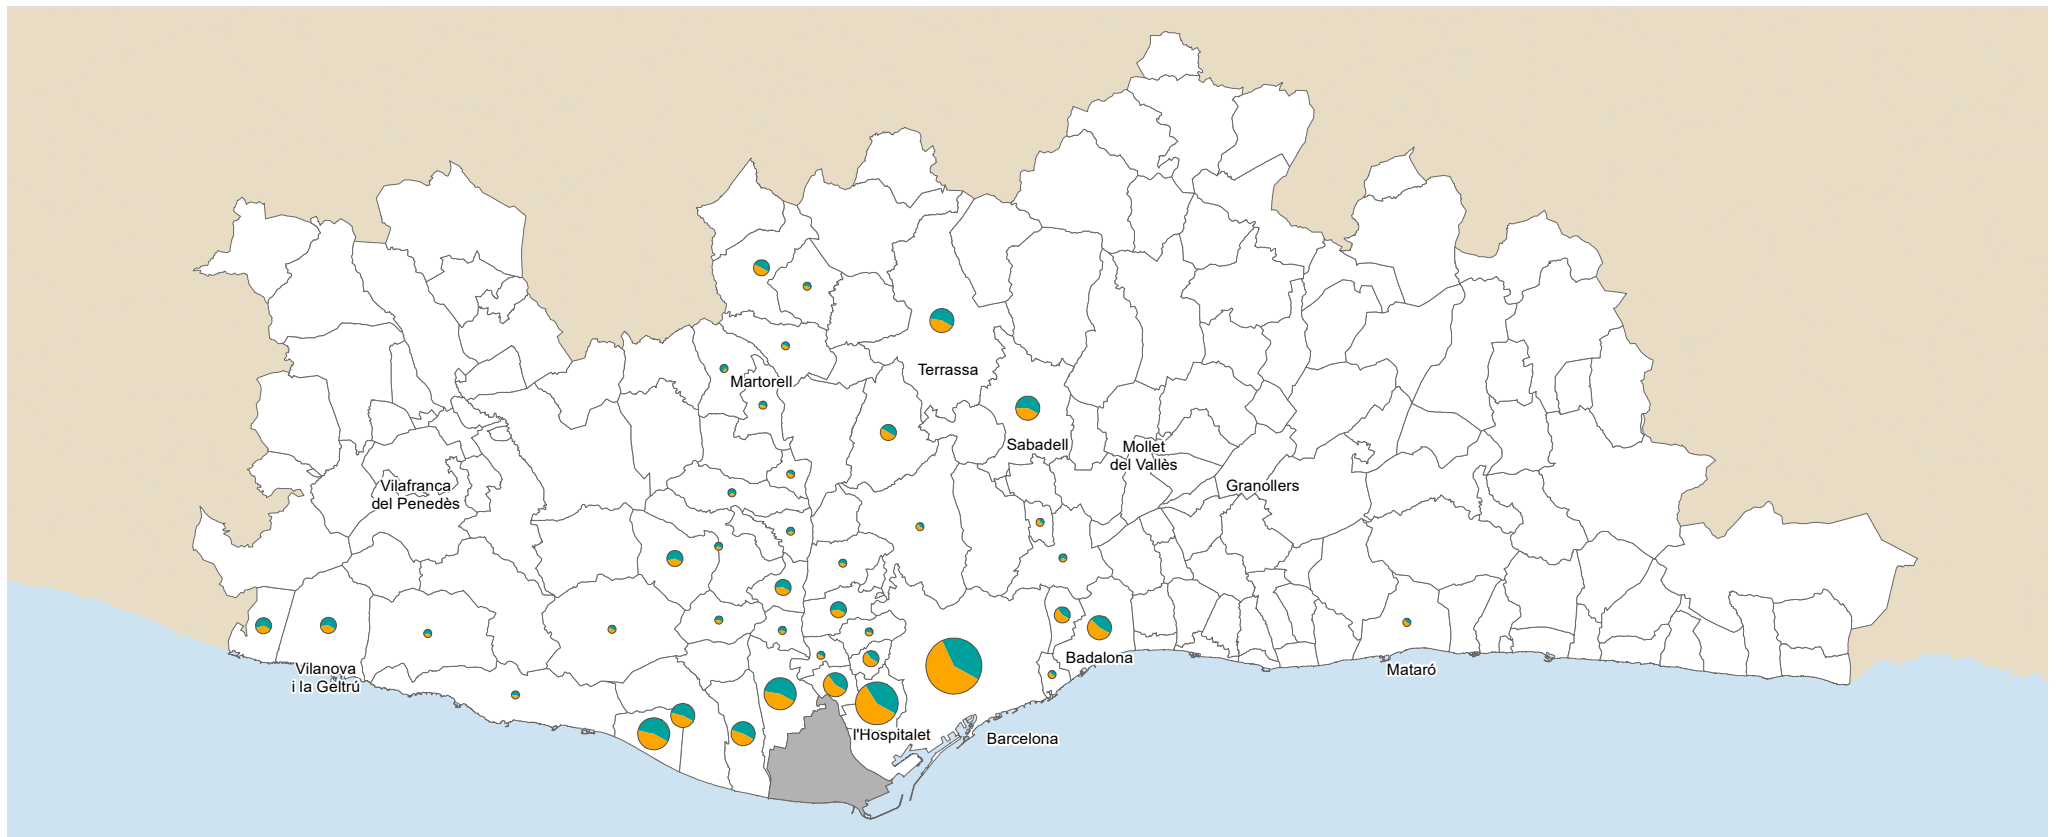 Terrassa
Martorell
Sabadell
Mollet
del Vallès
Vilafranca
del Penedès
Granollers
Badalona
Vilanova
i la Geltrú
Mataró
l'Hospitalet
Barcelona